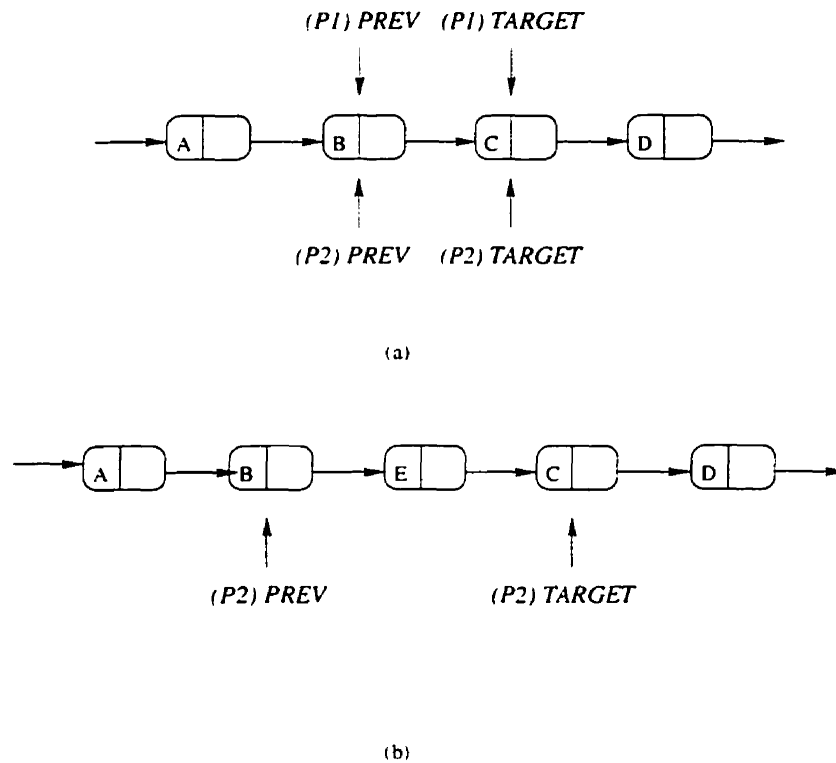 (P1) PREV (P1) TARGET
A B C D
(P2) PREV (P2) TARGET
(a)
A B E C D
(P2) PREV (P2) TARGET
(b)